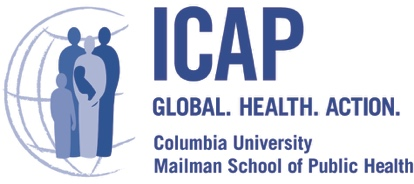 ICAP
GLOBAL. HEALTH. ACTION.
Columbia University
Mailman School of Public Health